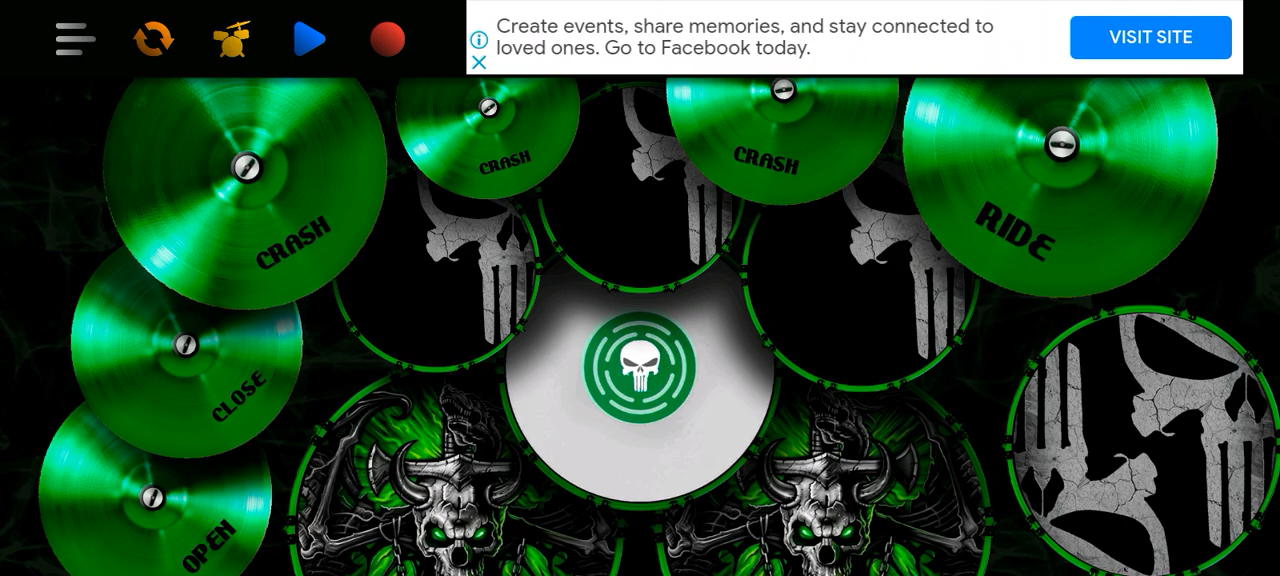 Create events, share memories, and stay connected to
loved ones. Go to Facebook today.
VISIT SITE
CRASH
CRASH
CRASH
RIDE
CLOSE
OPEN